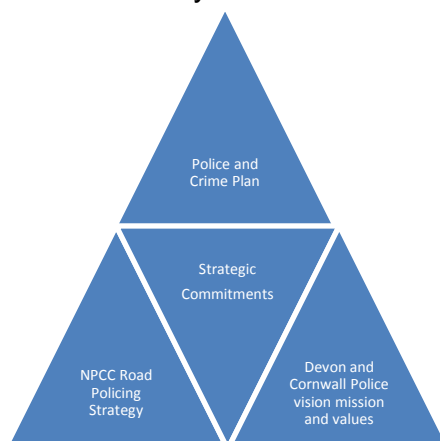 Police and
Crime Plan
Strategic
Commitments
NPCC Road
Policing
Strategy
Devon and
Cornwall Police
vision mission
and values